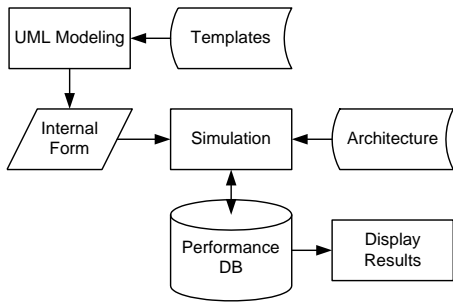 UML Modeling
Templates
Internal
Form
Simulation
Architecture
Performance
DB
Display
Results